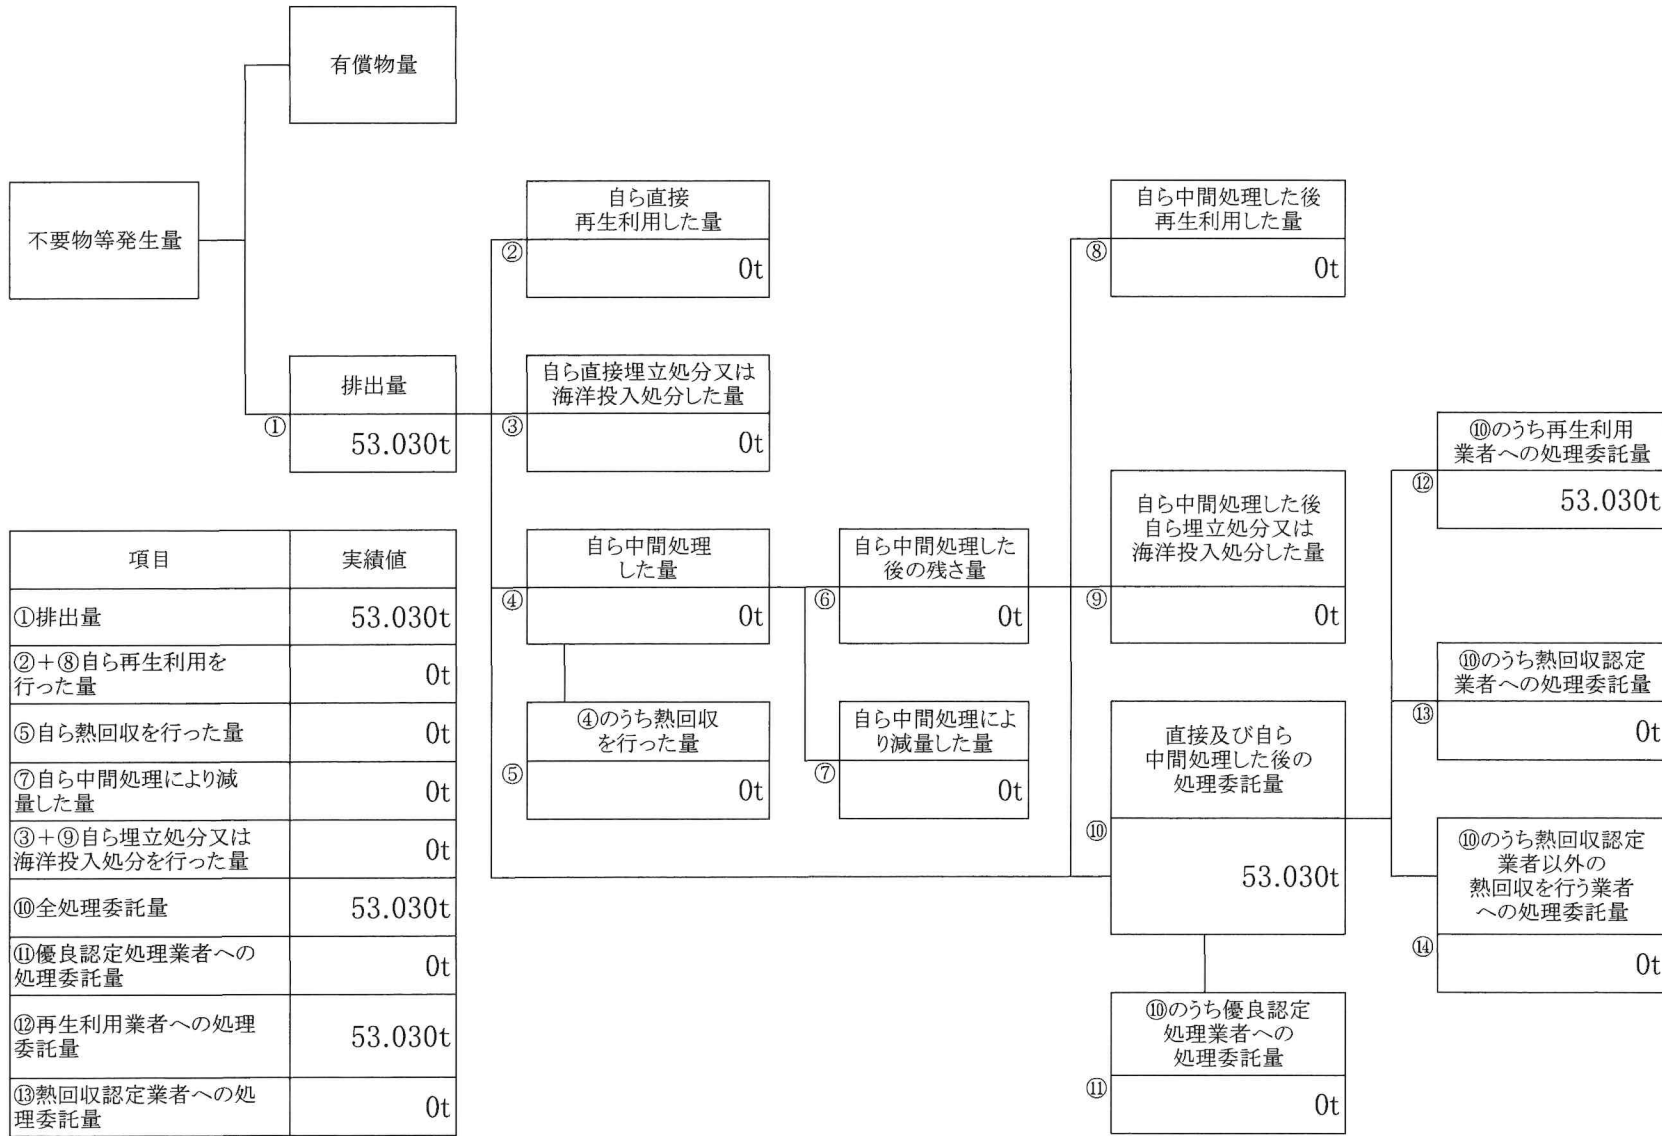 有償物量
不要物等発生量
自ら直接
再生利用した量
②
0t
自ら中間処理した後
再生利用した量
⑧
0t
排出量
①
53.030t
自ら直接埋立処分又は
海洋投入処分した量
③
0t
⑩のうち再生利用
業者への処理委託量
⑫
53.030t
自ら中間処理
した量
④
0t
自ら中間処理した
後の残さ量
⑥
0t
自ら中間処理した後
自ら埋立処分又は
海洋投入処分した量
⑨
0t
⑩のうち熱回収認定
業者への処理委託量
⑬
0t
④のうち熱回収
を行った量
⑤
0t
自ら中間処理によ
り減量した量
⑦
0t
直接及び自ら
中間処理した後の
処理委託量
⑩
53.030t
⑩のうち熱回収認定
業者以外の
熱回収を行う業者
への処理委託量
⑭
0t
⑩のうち優良認定
処理業者への
処理委託量
⑪
0t
項目 実績値
①排出量 53.030t
②+⑧自ら再生利用を
行った量 0t
⑤自ら熱回収を行った量 0t
⑦自ら中間処理により減
量した量 0t
③+⑨自ら埋立処分又は
海洋投入処分を行った量 0t
⑩全処理委託量 53.030t
⑪優良認定処理業者への
処理委託量 0t
⑫再生利用業者への処理
委託量 53.030t
⑬熱回収認定業者への処
理委託量 0t